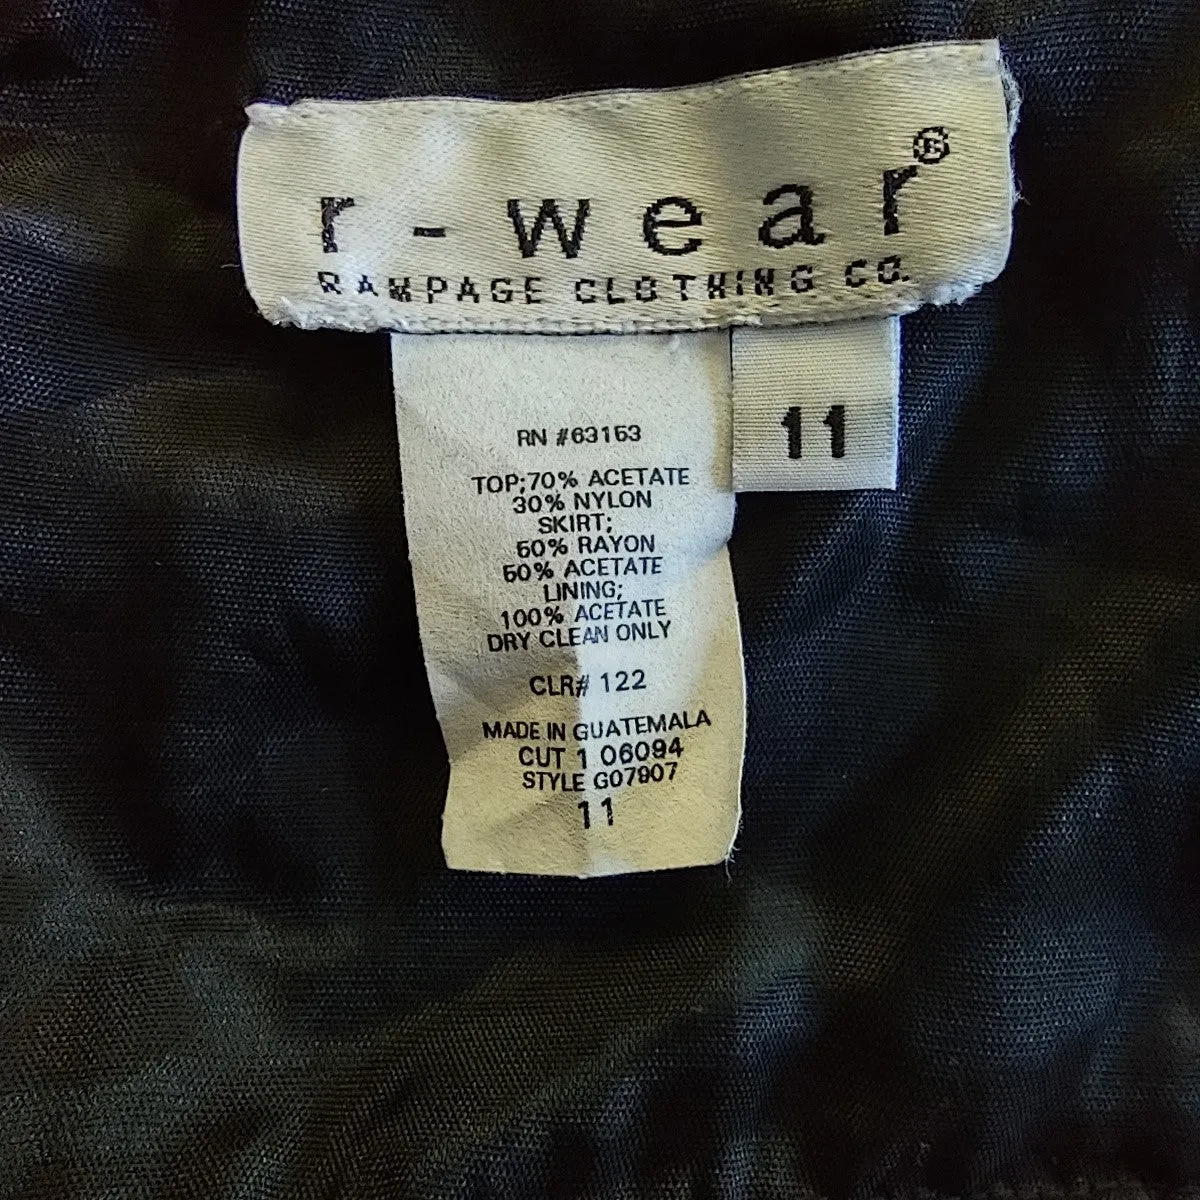 r-wear®
RAMPAGE CLOTHING CO.
11
RN #63153
TOP;70% ACETATE
30% NYLON
SKIRT;
50% RAYON
50% ACETATE
LINING;
100% ACETATE
DRY CLEAN ONLY
CLR# 122
MADE IN GUATEMALA
CUT 1 06094
STYLE G07907
11